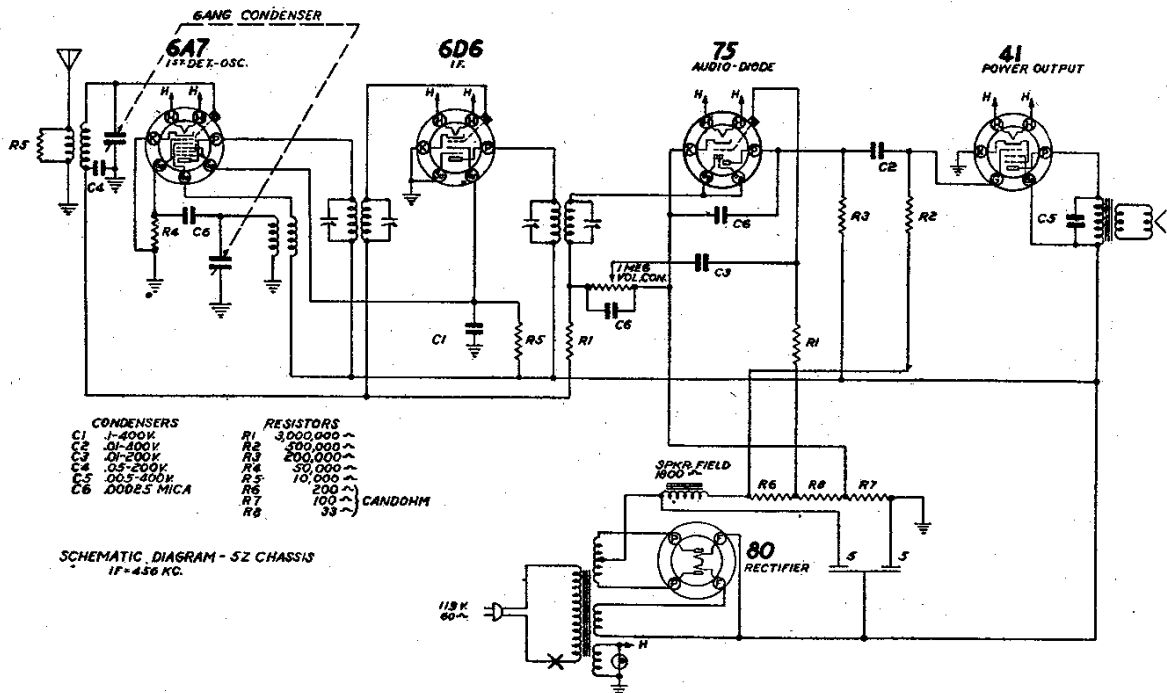 GANG CONDENSER
6A7
1ST DET.-OSC.
6D6
I.F.
75
AUDIO-DIODE
41
POWER OUTPUT
H H
H H
H H
H H
R5
C4
R4
C6
C6
C2
R3
R2
C5
1 MEG
VOL. CON.
C3
C6
C1
R5
R1
R1
CONDENSERS
C1 .1-400V.
C2 .01-400V.
C3 .01-200V.
C4 .05-200V.
C5 .005-400V.
C6 .00025 MICA
RESISTORS
R1 3,000,000 ~
R2 500,000 ~
R3 200,000 ~
R4 50,000 ~
R5 10,000 ~
R6 200 ~
R7 100 ~
R8 33 ~
CANDOHM
SPKR. FIELD
1800 ~
R6 R8 R7
80
RECTIFIER
5 5
SCHEMATIC DIAGRAM - 5Z CHASSIS
IF=456 KC.
60~
H